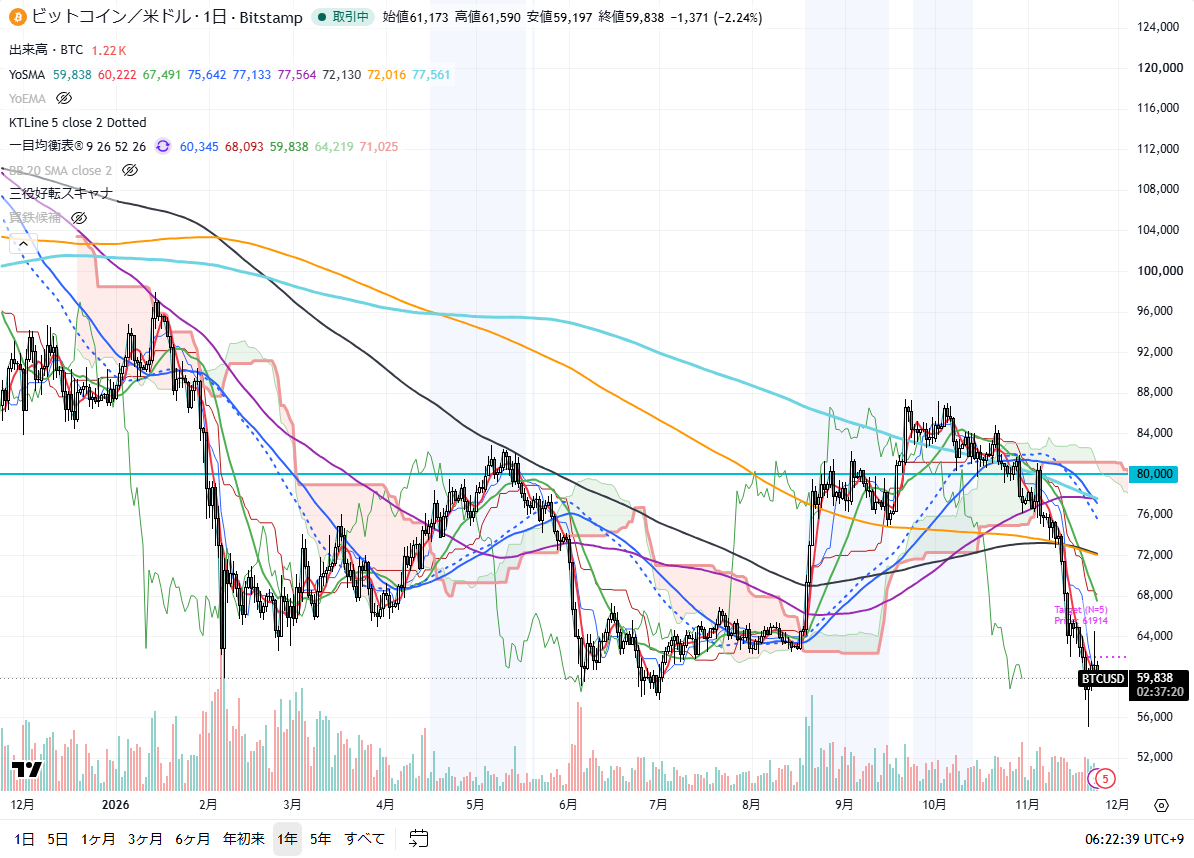 ビットコイン／米ドル · 1日 · Bitstamp 取引中 始値61,173 高値61,590 安値59,197 終値59,838 −1,371 (−2.24%)
出来高 · BTC 1.22 K
YoSMA 59,838 60,222 67,491 75,642 77,133 77,564 72,130 72,016 77,561
YoEMA
KTLine 5 close 2 Dotted
一目均衡表® 9 26 52 26 60,345 68,093 59,838 64,219 71,025
BB 20 SMA close 2
三役好転スキャナ
買鉄候補
124,000
120,000
116,000
112,000
108,000
104,000
100,000
96,000
92,000
88,000
84,000
80,000
76,000
72,000
68,000
64,000
Target (N=5)
Price: 61914
BTCUSD 59,838
02:37:20
56,000
52,000
5
12月 2026 2月 3月 4月 5月 6月 7月 8月 9月 10月 11月 12月
1日 5日 1ヶ月 3ヶ月 6ヶ月 年初来 1年 5年 すべて 06:22:39 UTC+9